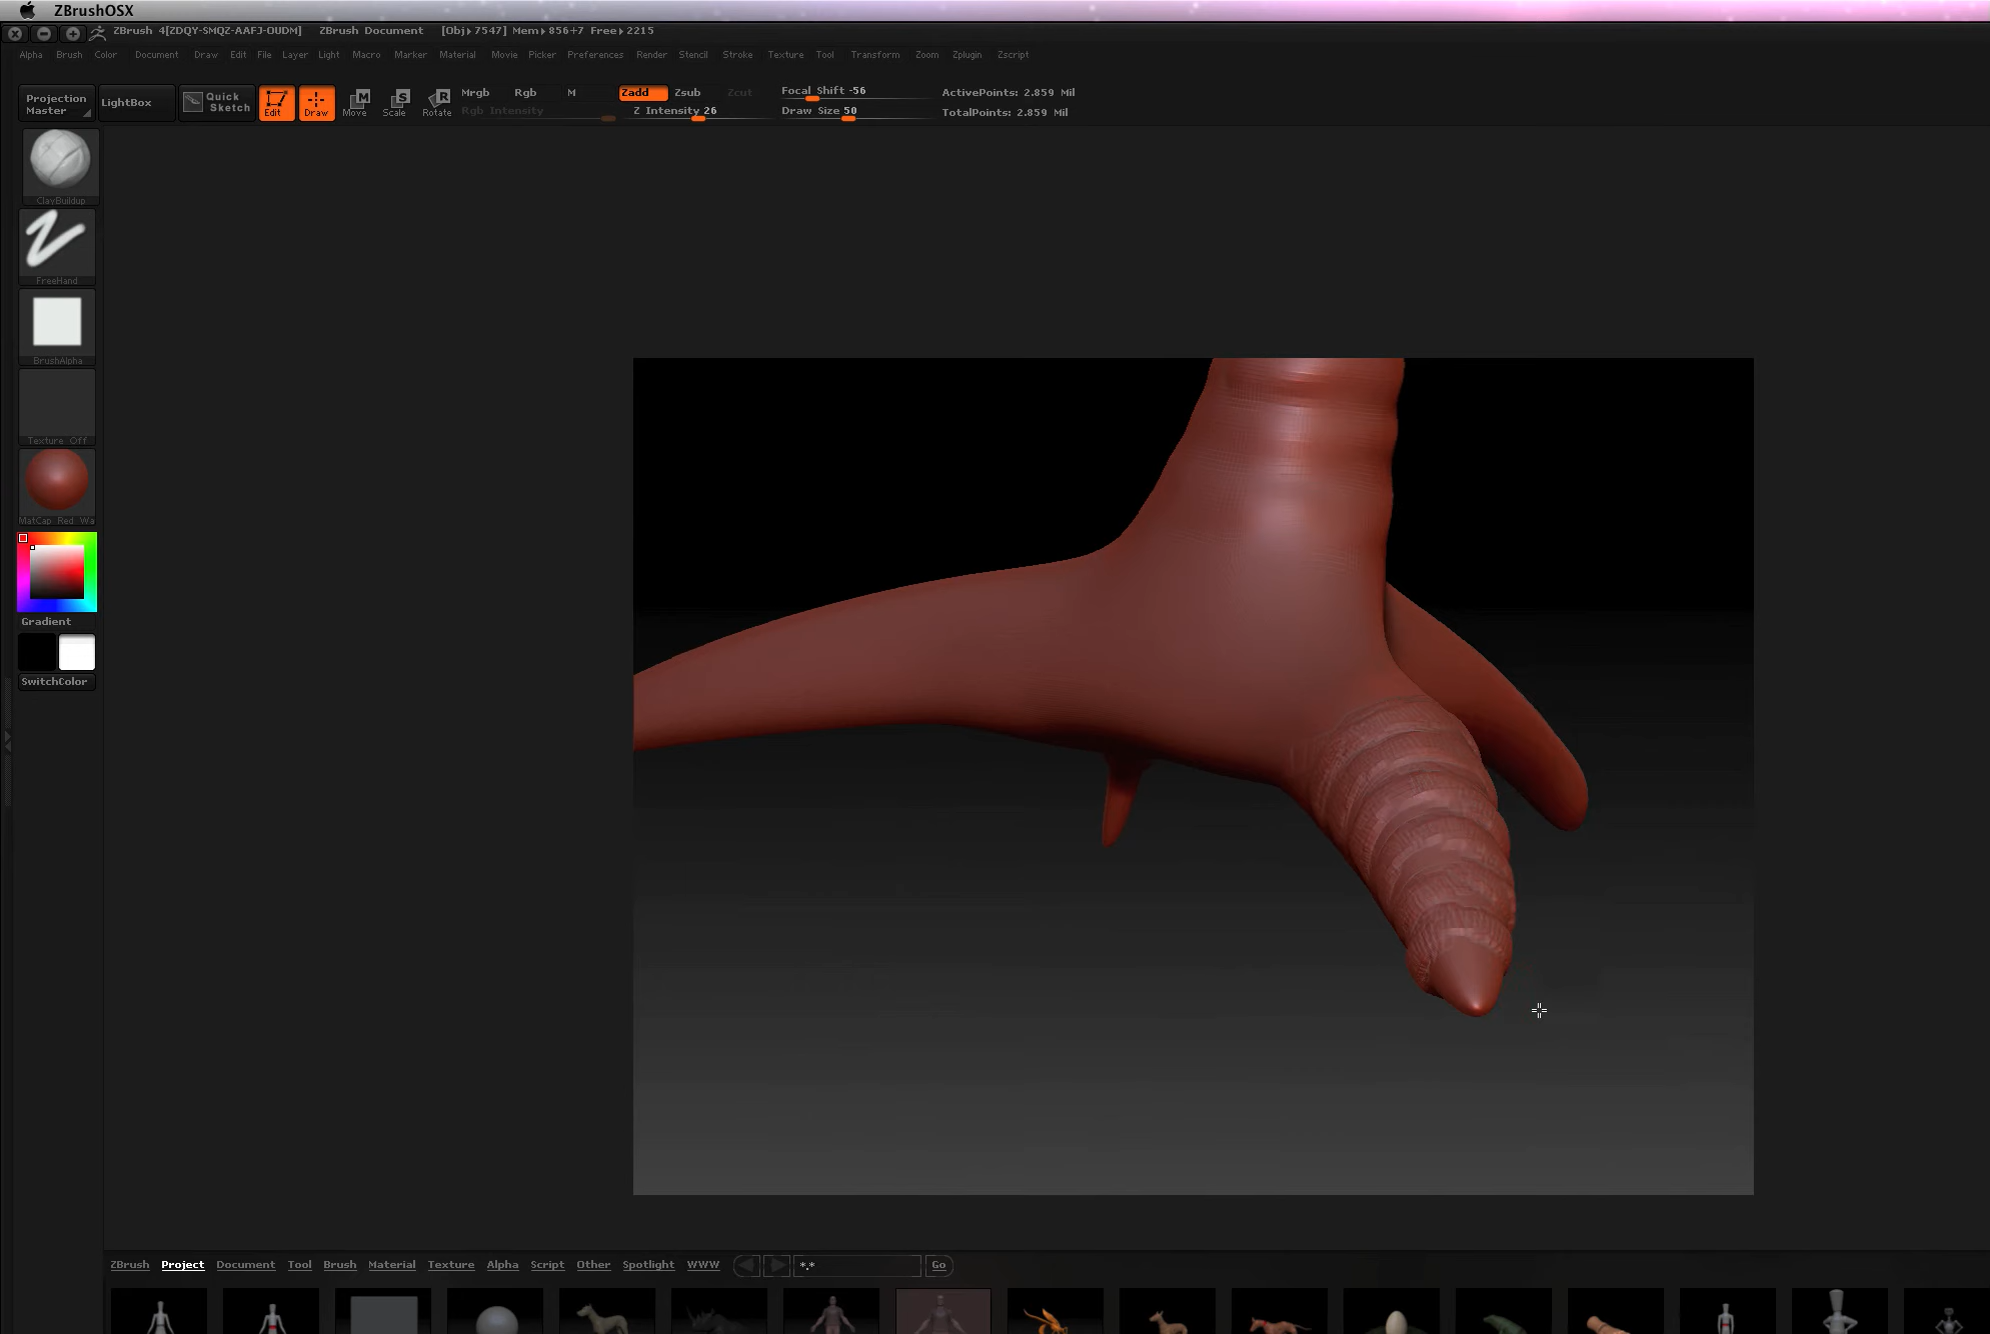 ZBrushOSX
ZBrush 4[ZDQY-SMQZ-AAFJ-OUDM] ZBrush Document [Obj▸7547] Mem▸856+7 Free▸2215
Alpha Brush Color Document Draw Edit File Layer Light Macro Marker Material Movie Picker Preferences Render Stencil Stroke Texture Tool Transform Zoom Zplugin Zscript
Projection Master
LightBox
Quick Sketch
Edit
Draw
Move
Scale
Rotate
Mrgb Rgb M
Rgb Intensity
Zadd Zsub Zcut
Z Intensity 26
Focal Shift -56
Draw Size 50
ActivePoints: 2.859 Mil
TotalPoints: 2.859 Mil
ClayBuildup
FreeHand
BrushAlpha
Texture Off
MatCap Red Wa
Gradient
SwitchColor
ZBrush Project Document Tool Brush Material Texture Alpha Script Other Spotlight WWW *.* Go